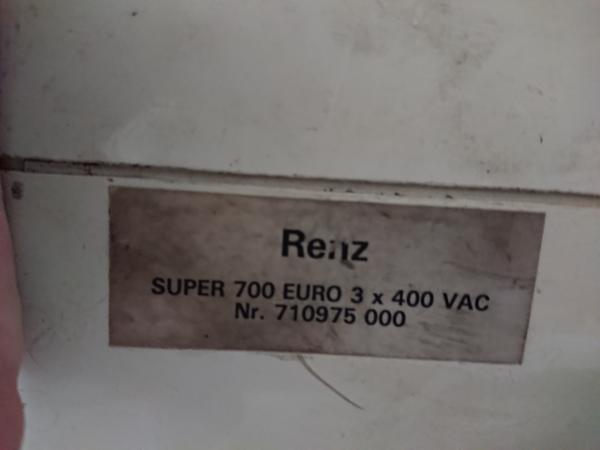 Renz
SUPER 700 EURO 3 x 400 VAC
Nr. 710975 000